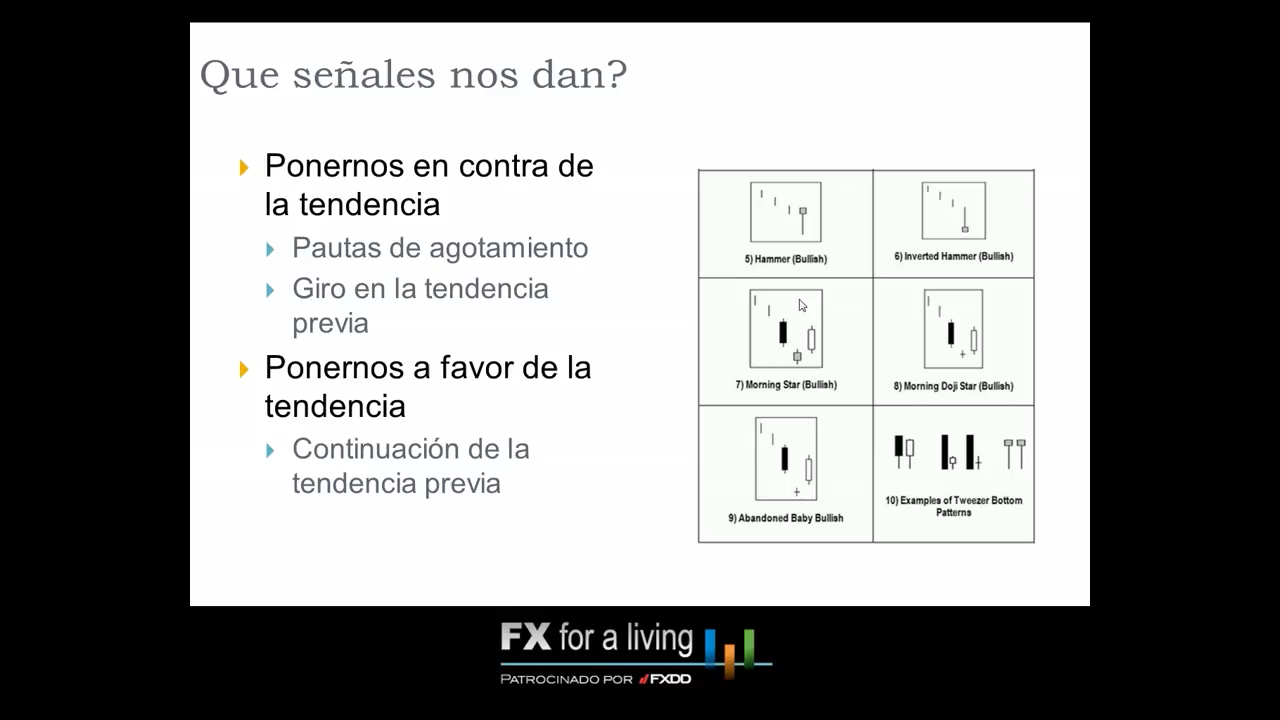 Que señales nos dan?
Ponernos en contra de
la tendencia
Pautas de agotamiento
Giro en la tendencia
previa
Ponernos a favor de la
tendencia
Continuación de la
tendencia previa
5) Hammer (Bullish)
6) Inverted Hammer (Bullish)
7) Morning Star (Bullish)
8) Morning Doji Star (Bullish)
9) Abandoned Baby Bullish
10) Examples of Tweezer Bottom
Patterns
FX for a living
PATROCINADO POR FXDD